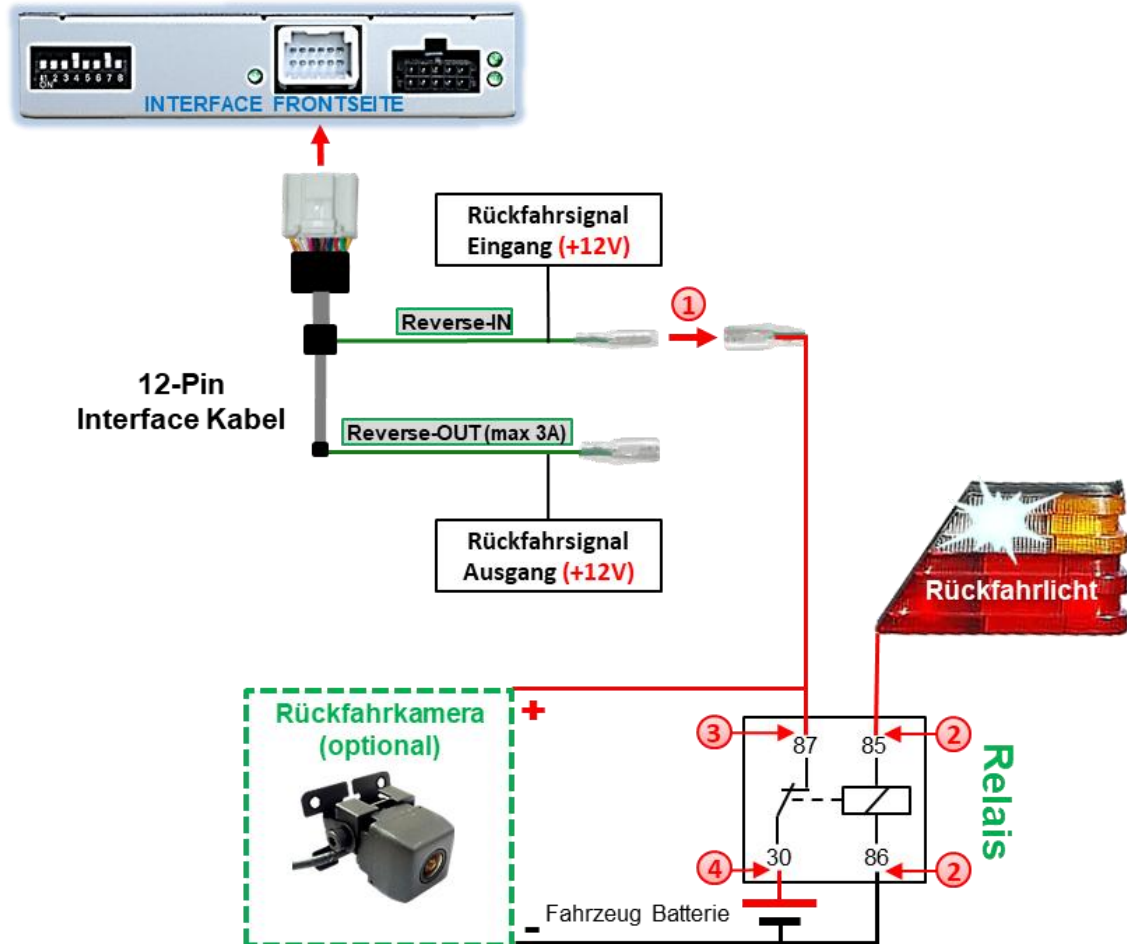 1 2 3 4 5 6 7 8
ON
INTERFACE FRONTSEITE
Rückfahrsignal
Eingang (+12V)
1
Reverse-IN
12-Pin
Interface Kabel
Reverse-OUT (max 3A)
Rückfahrsignal
Ausgang (+12V)
Rückfahrlicht
Rückfahrkamera
(optional)
+
3
87
85
2
Relais
30
86
4
2
Fahrzeug Batterie
-